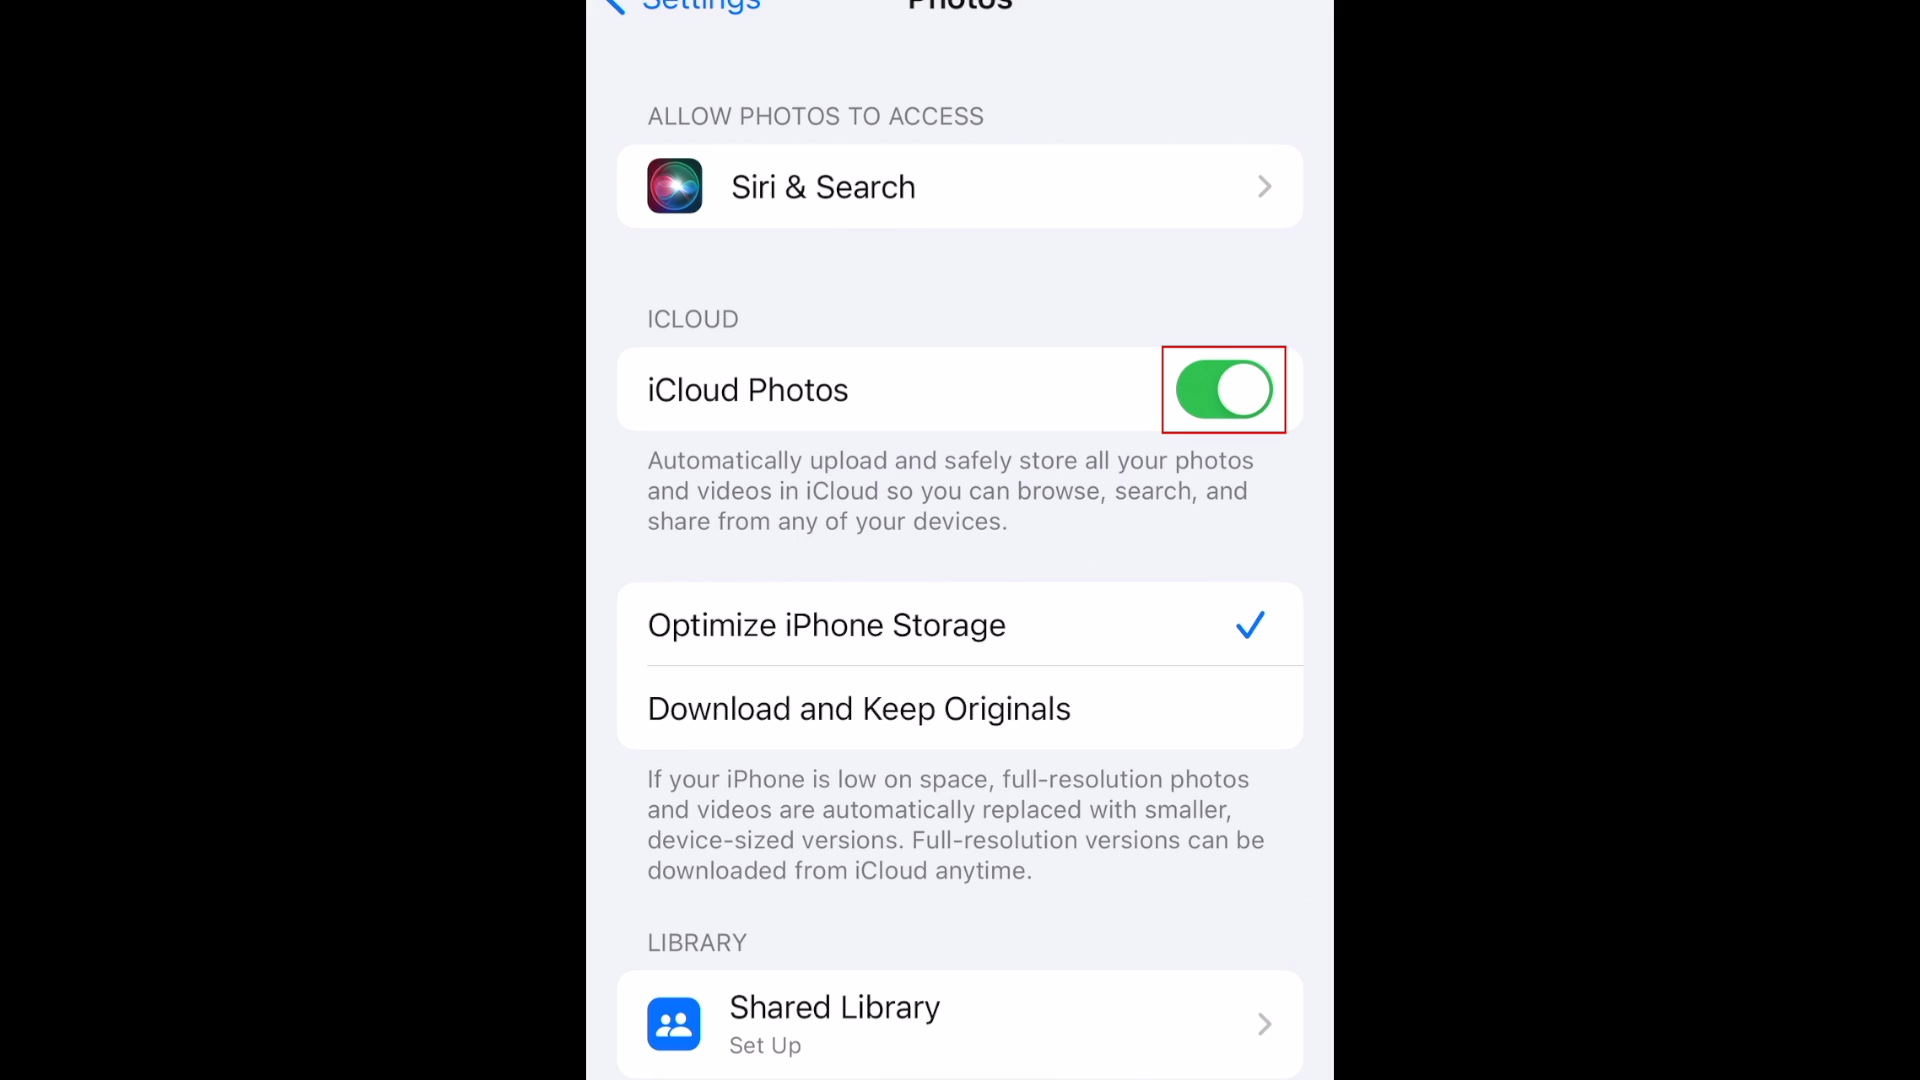 Settings
Photos
ALLOW PHOTOS TO ACCESS
Siri & Search
ICLOUD
iCloud Photos
Automatically upload and safely store all your photos
and videos in iCloud so you can browse, search, and
share from any of your devices.
Optimize iPhone Storage
Download and Keep Originals
If your iPhone is low on space, full-resolution photos
and videos are automatically replaced with smaller,
device-sized versions. Full-resolution versions can be
downloaded from iCloud anytime.
LIBRARY
Shared Library
Set Up